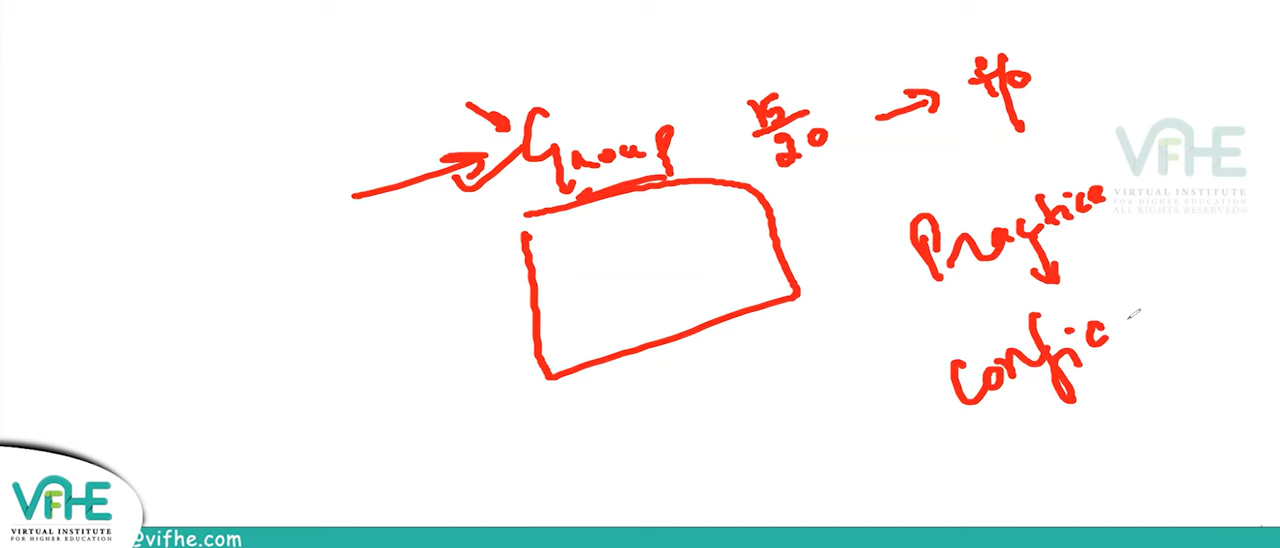 Group
15/20
Practice
Confic
VFHE
VIRTUAL INSTITUTE
FOR HIGHER EDUCATION
ALL RIGHTS RESERVED
VFHE
VIRTUAL INSTITUTE
FOR HIGHER EDUCATION
@vifhe.com